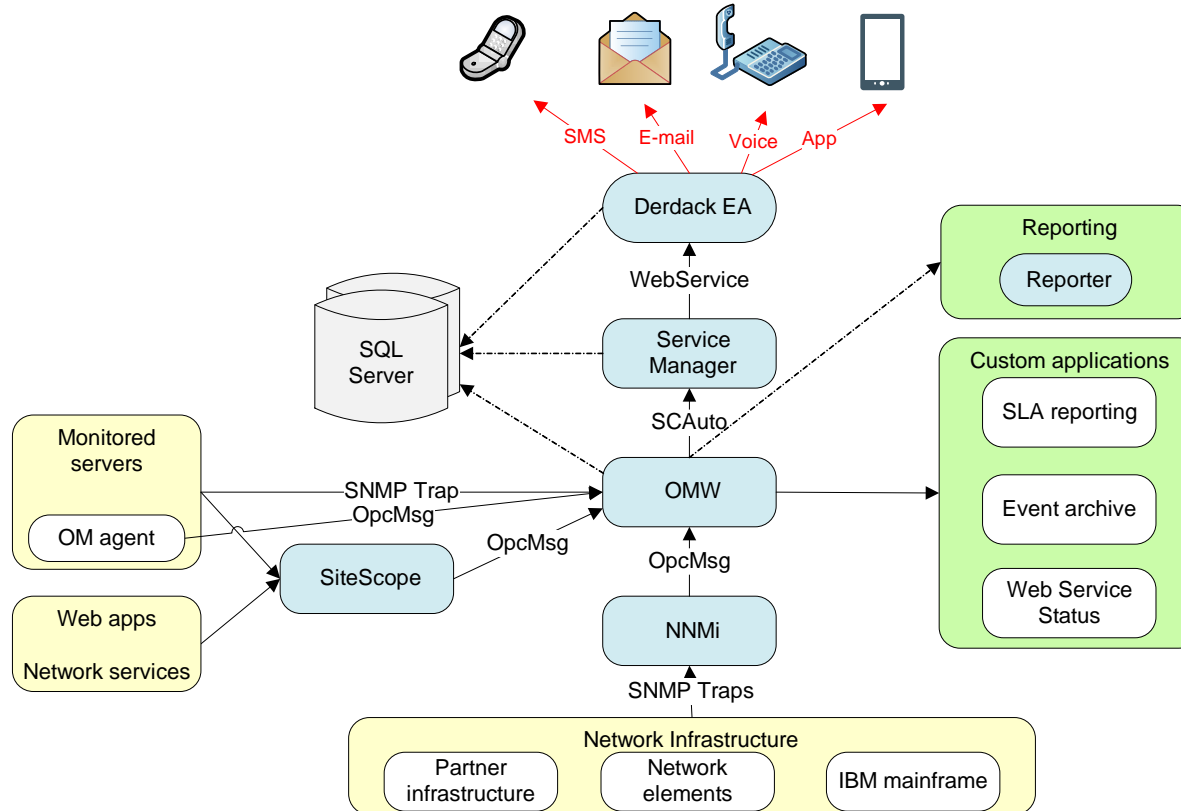 SMS
E-mail
Voice
App
Derdack EA
Reporting
Reporter
WebService
SQL
Server
Service
Manager
Custom applications
SLA reporting
SCAuto
Monitored
servers
SNMP Trap
OpcMsg
OMW
Event archive
OM agent
OpcMsg
SiteScope
OpcMsg
Web Service
Status
Web apps
Network services
NNMi
SNMP Traps
Network Infrastructure
Partner
infrastructure
Network
elements
IBM mainframe